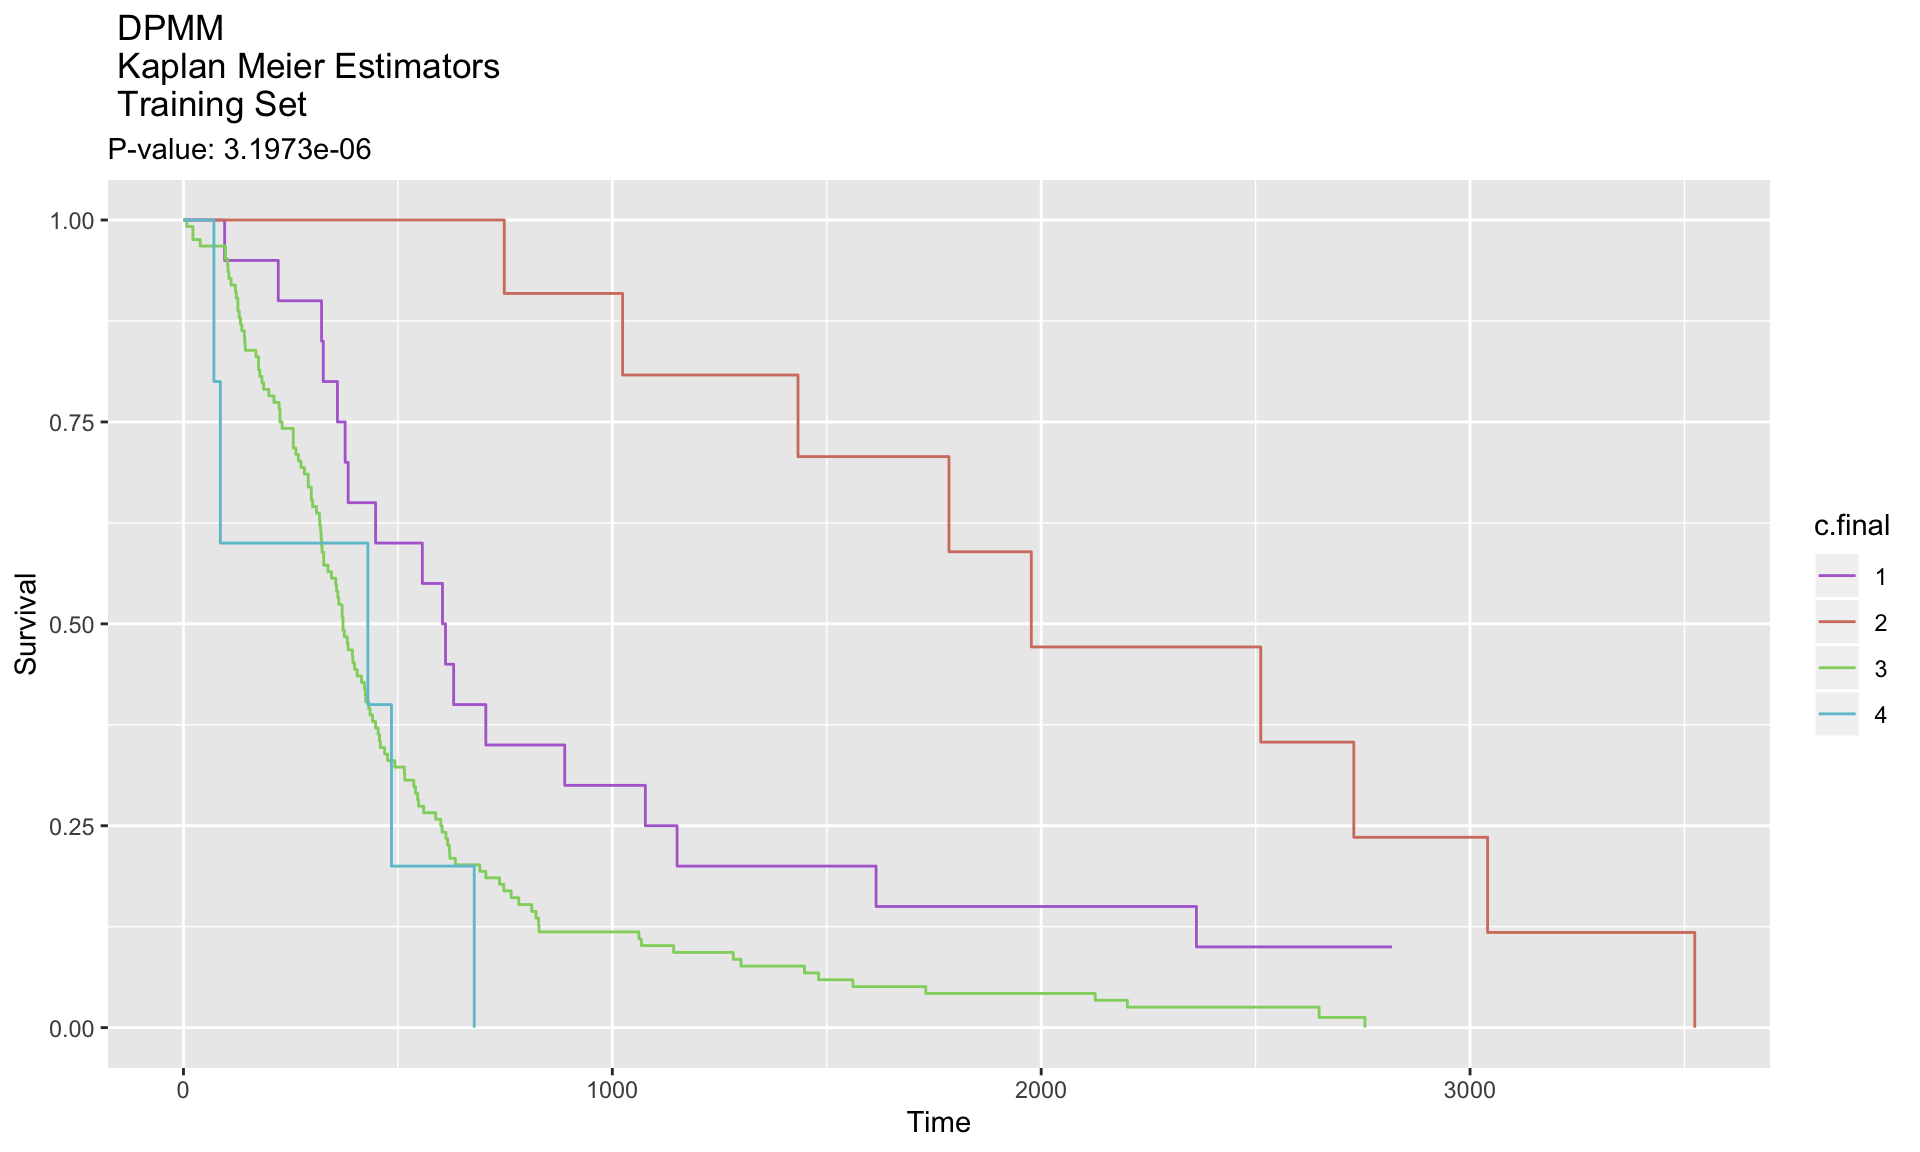 DPMM
Kaplan Meier Estimators
Training Set
P-value: 3.1973e-06
1.00
0.75
0.50
0.25
0.00
Survival
0
1000
2000
3000
Time
c.final
1
2
3
4